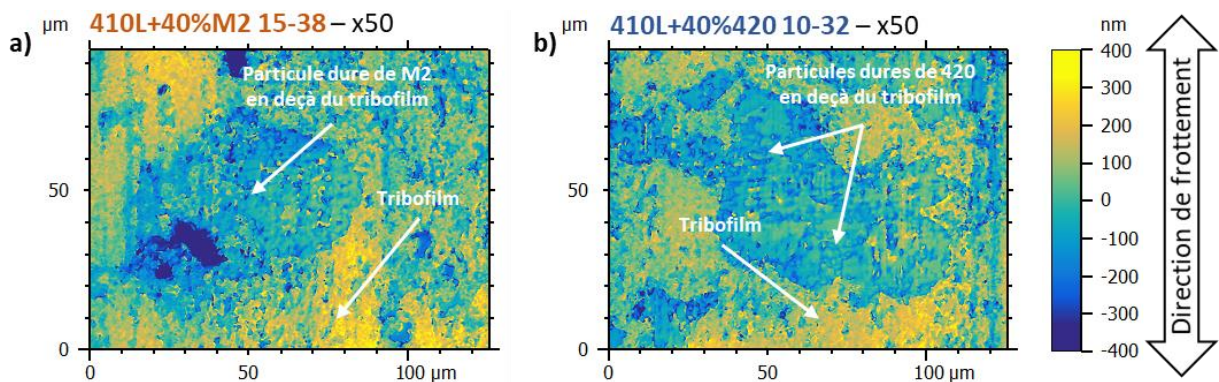 410L+40%M2 15-38 – x50
410L+40%420 10-32 – x50
a)
µm
50
0
0
50
100 µm
Particule dure de M2
en deçà du tribofilm
Tribofilm
b)
µm
50
0
0
50
100 µm
Particules dures de 420
en deçà du tribofilm
Tribofilm
nm
400
300
200
100
0
-100
-200
-300
-400
Direction de frottement